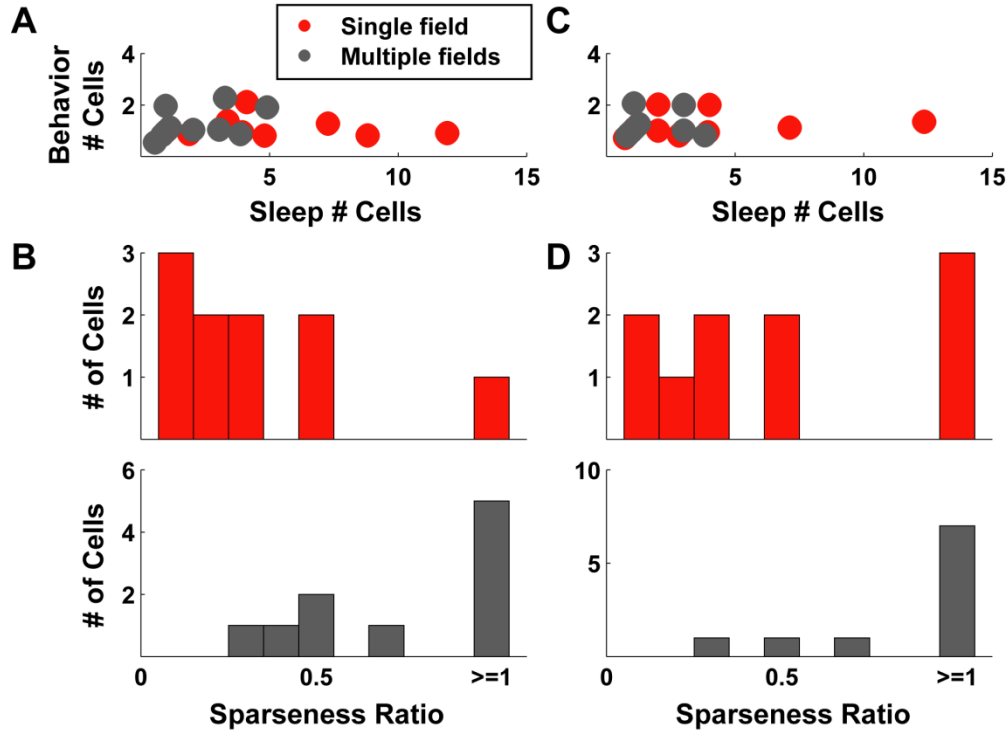 A
Single field
Multiple fields
C
Behavior
# Cells
4
2
5
10
15
Sleep # Cells
4
2
5
10
15
Sleep # Cells
B
# of Cells
3
2
1
D
# of Cells
3
2
1
# of Cells
6
4
2
0
0.5
>=1
Sparseness Ratio
10
5
0
0.5
>=1
Sparseness Ratio